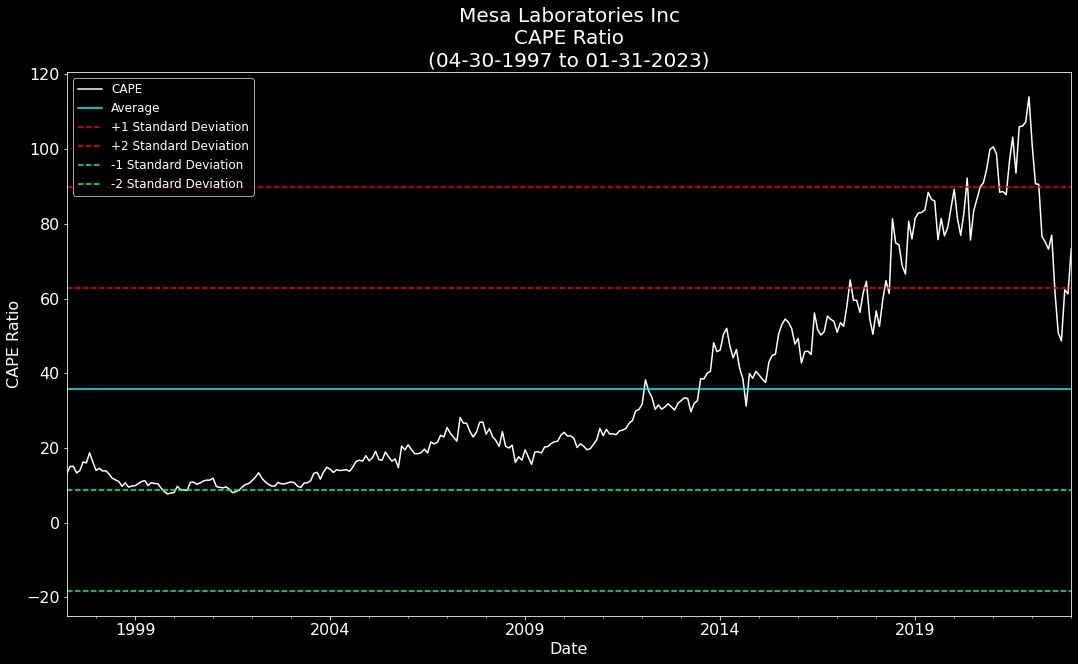 Mesa Laboratories Inc
CAPE Ratio
(04-30-1997 to 01-31-2023)
CAPE
Average
+1 Standard Deviation
+2 Standard Deviation
-1 Standard Deviation
-2 Standard Deviation
120
100
80
60
40
20
0
−20
CAPE Ratio
1999
2004
2009
2014
2019
Date